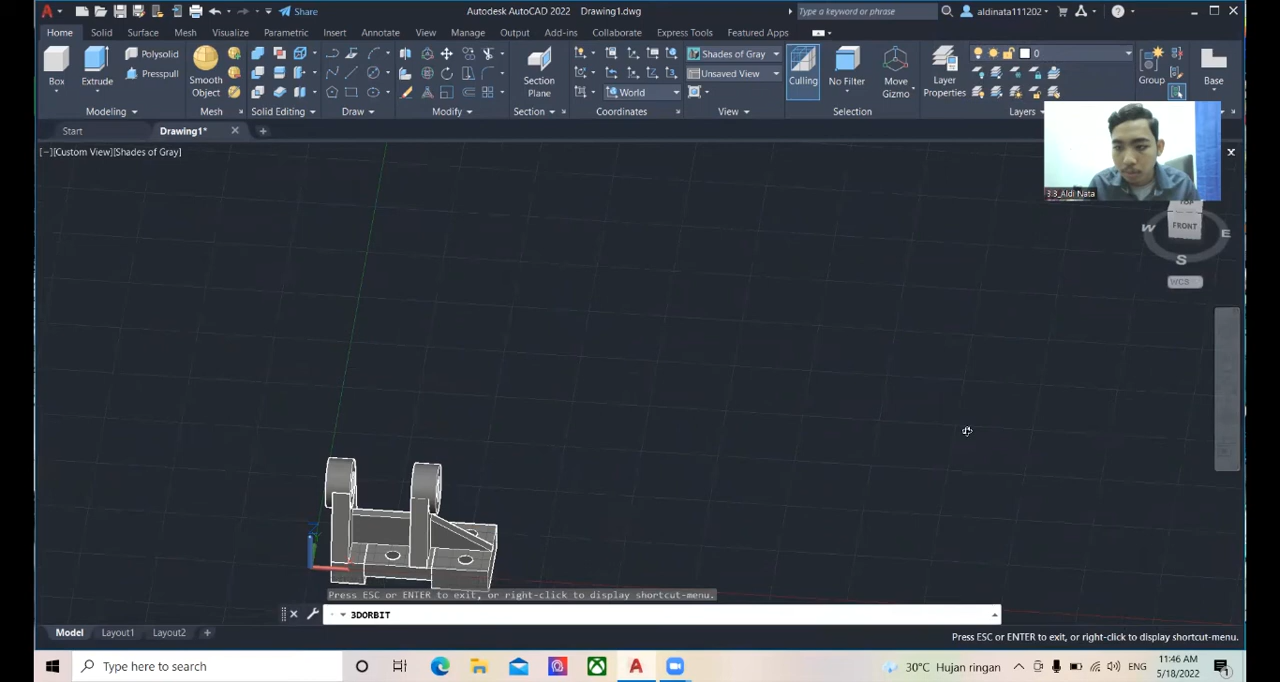 A Share Autodesk AutoCAD 2022 Drawing1.dwg Type a keyword or phrase aldinata111202
Home Solid Surface Mesh Visualize Parametric Insert Annotate View Manage Output Add-ins Collaborate Express Tools Featured Apps
Box Extrude Polysolid Presspull Smooth Object Section Plane Shades of Gray Unsaved View World Culling No Filter Move Gizmo Layer Properties 0 Group Base
Modeling Mesh Solid Editing Draw Modify Section Coordinates View Selection Layers
Start Drawing1*
[−][Custom View][Shades of Gray]
8.8_Aldi Nata
TOP
FRONT
W E
S
WCS
Press ESC or ENTER to exit, or right-click to display shortcut-menu.
3DORBIT
Model Layout1 Layout2 + Press ESC or ENTER to exit, or right-click to display shortcut-menu.
Type here to search 30°C Hujan ringan ENG 11:46 AM
5/18/2022